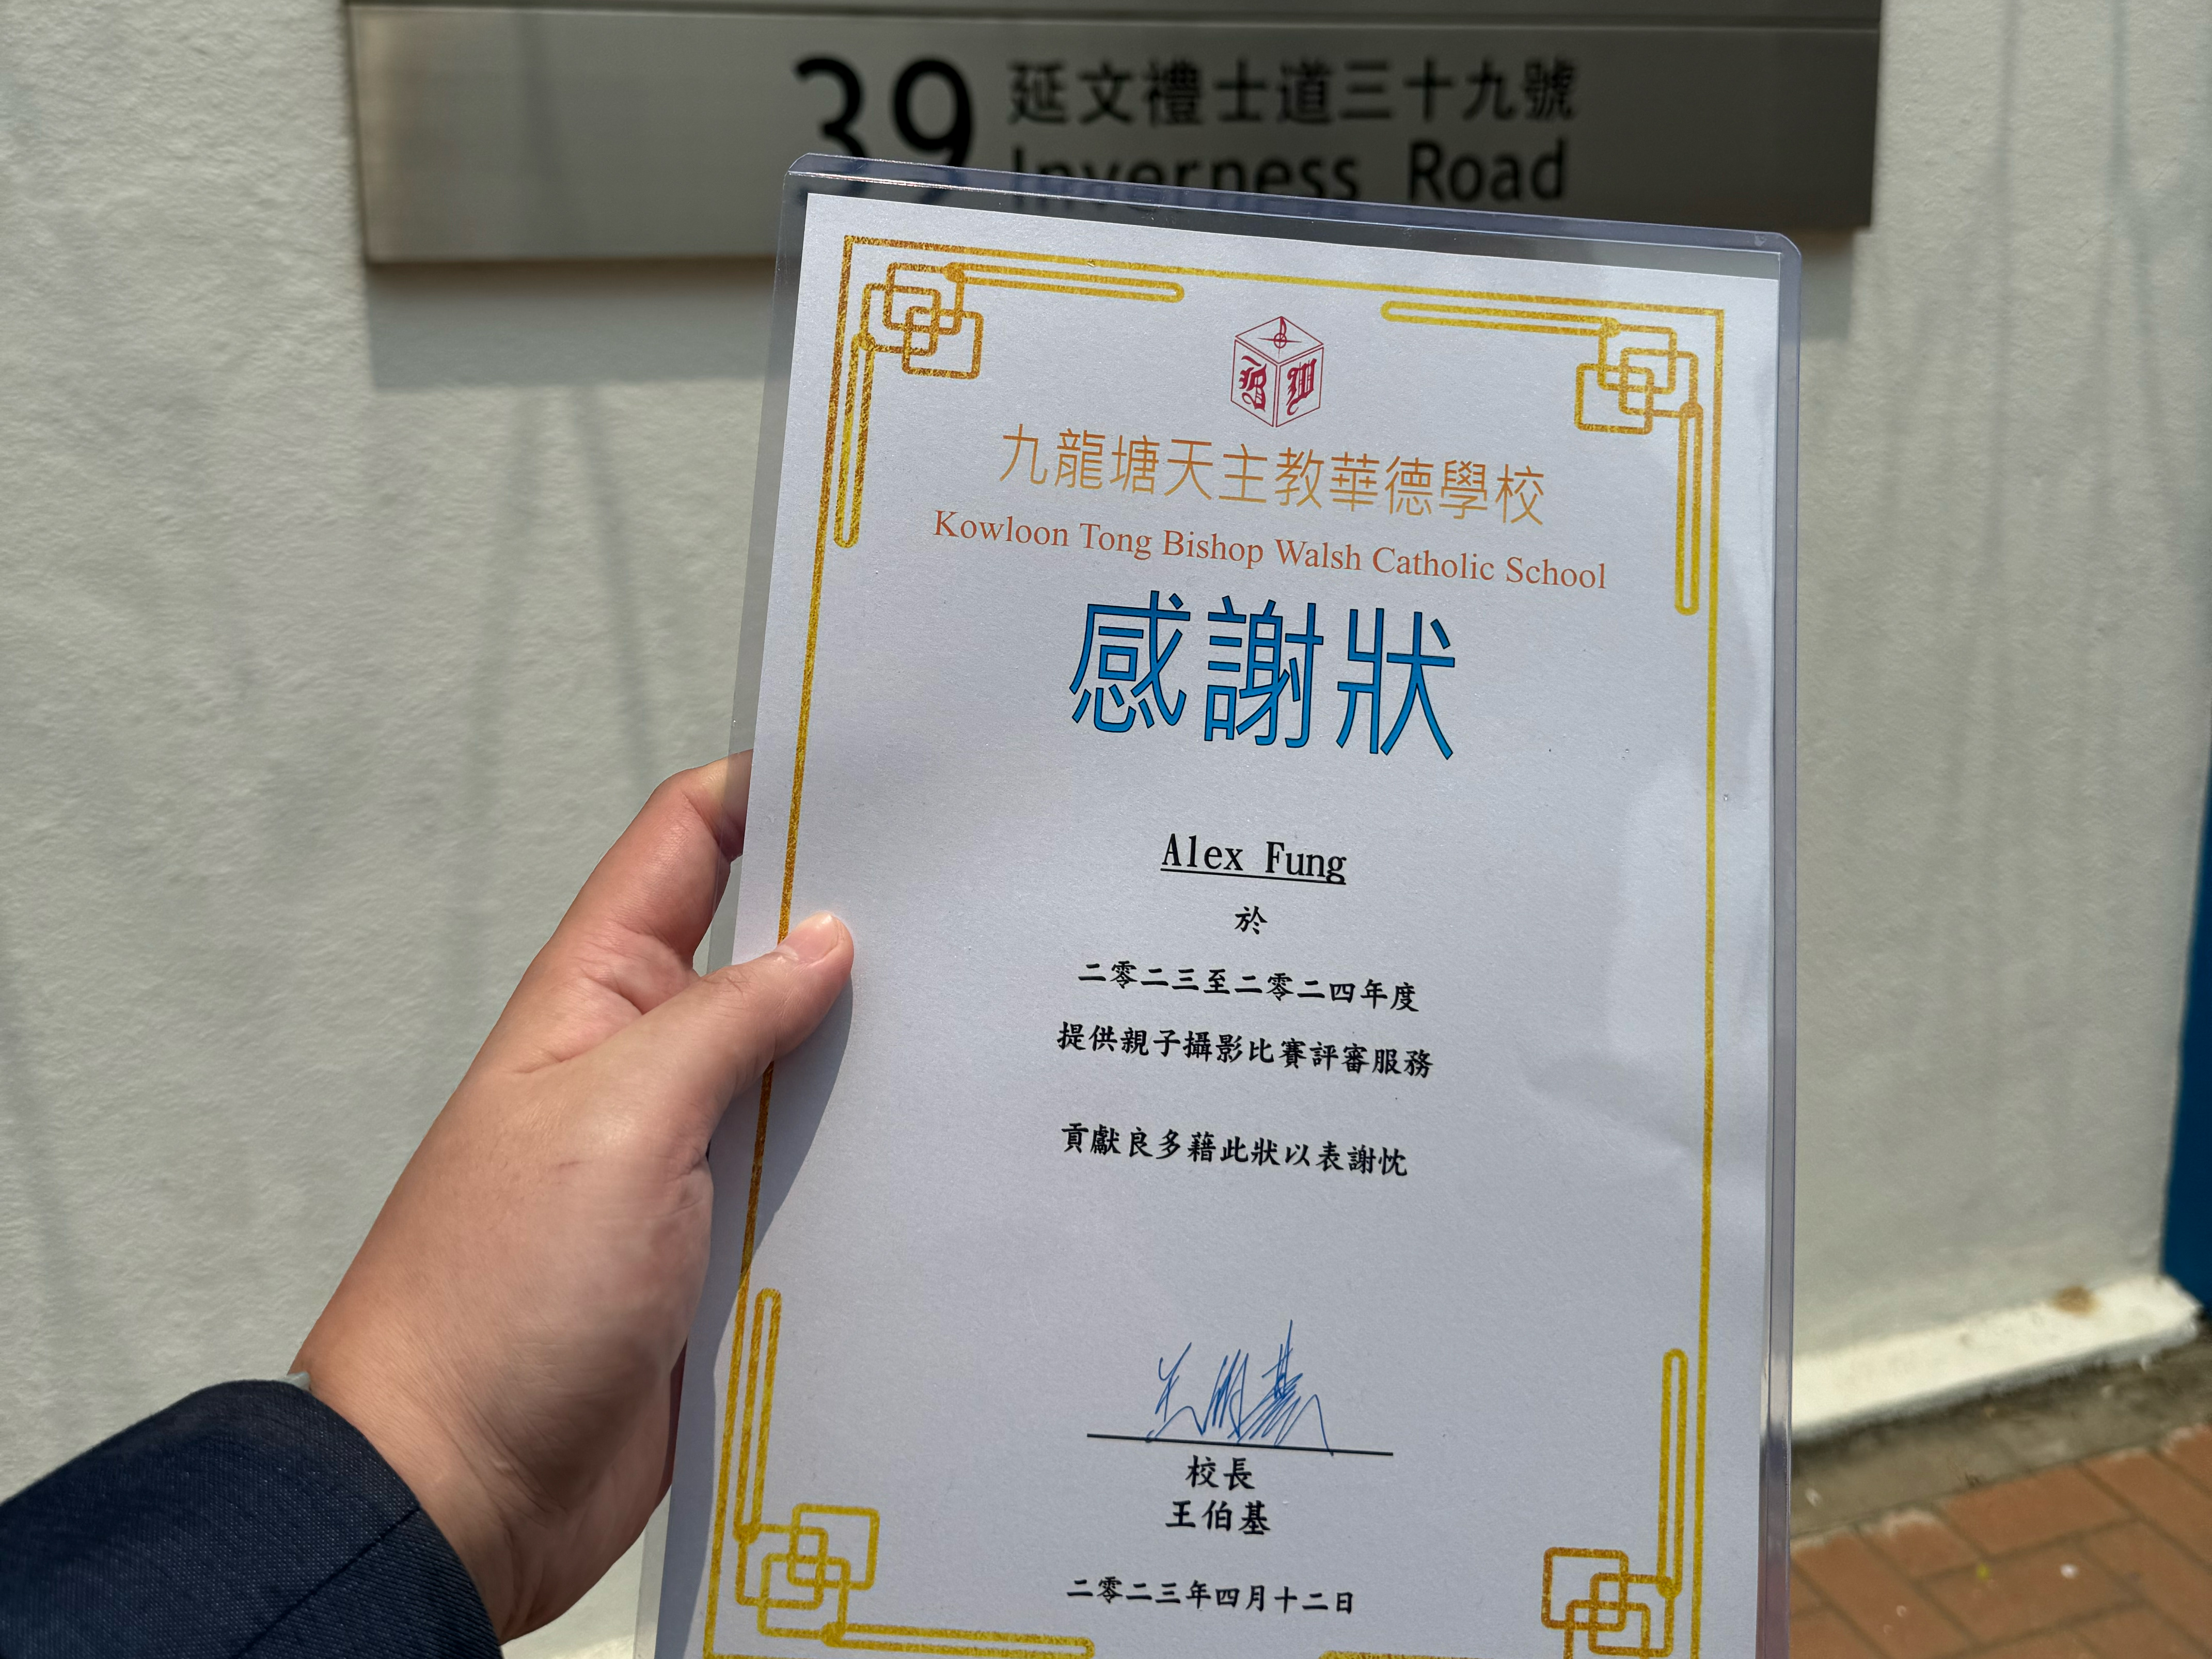 39
延文禮士道三十九號
Inverness Road
B W
九龍塘天主教華德學校
Kowloon Tong Bishop Walsh Catholic School
感謝狀
Alex Fung
於
二零二三至二零二四年度
提供親子攝影比賽評審服務
貢獻良多藉此狀以表謝忱
校長
王伯基
二零二三年四月十二日